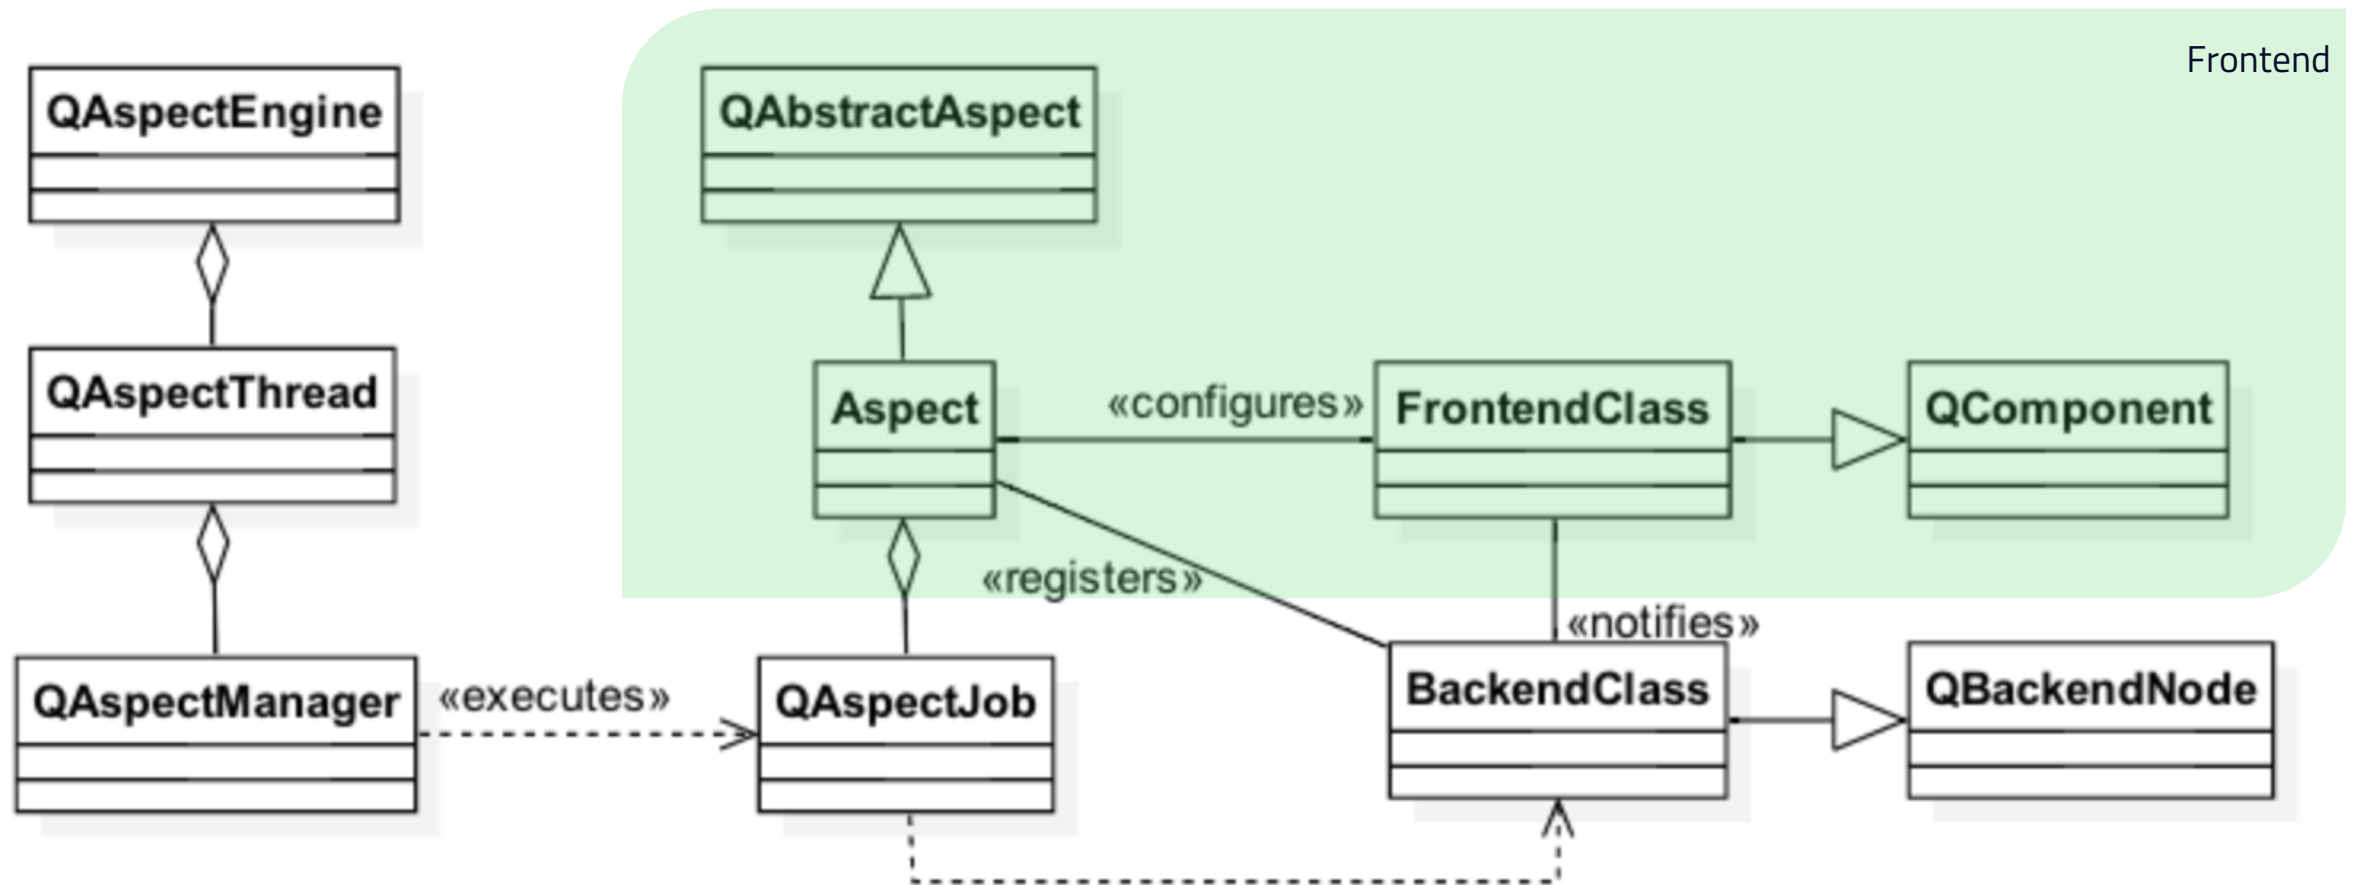 Frontend
QAspectEngine
QAbstractAspect
QAspectThread
Aspect
«configures»
FrontendClass
QComponent
«registers»
«notifies»
QAspectManager
«executes»
QAspectJob
BackendClass
QBackendNode